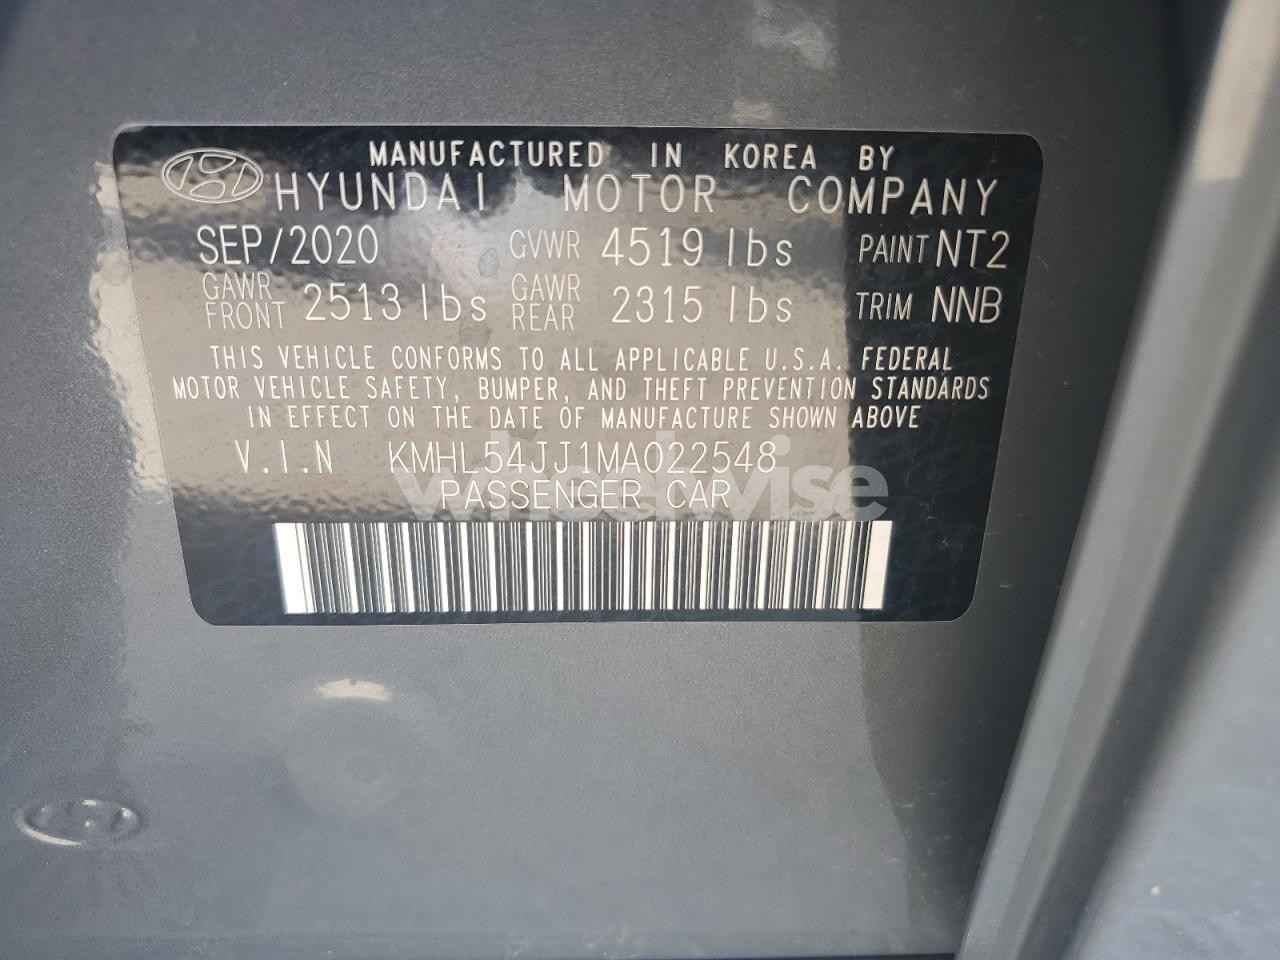 MANUFACTURED IN KOREA BY
HYUNDAI MOTOR COMPANY
SEP/2020 GVWR 4519 lbs PAINT NT2
GAWR FRONT 2513 lbs GAWR REAR 2315 lbs TRIM NNB
THIS VEHICLE CONFORMS TO ALL APPLICABLE U.S.A. FEDERAL
MOTOR VEHICLE SAFETY, BUMPER, AND THEFT PREVENTION STANDARDS
IN EFFECT ON THE DATE OF MANUFACTURE SHOWN ABOVE
V.I.N KMHL54JJ1MA022548
wheelwise
PASSENGER CAR